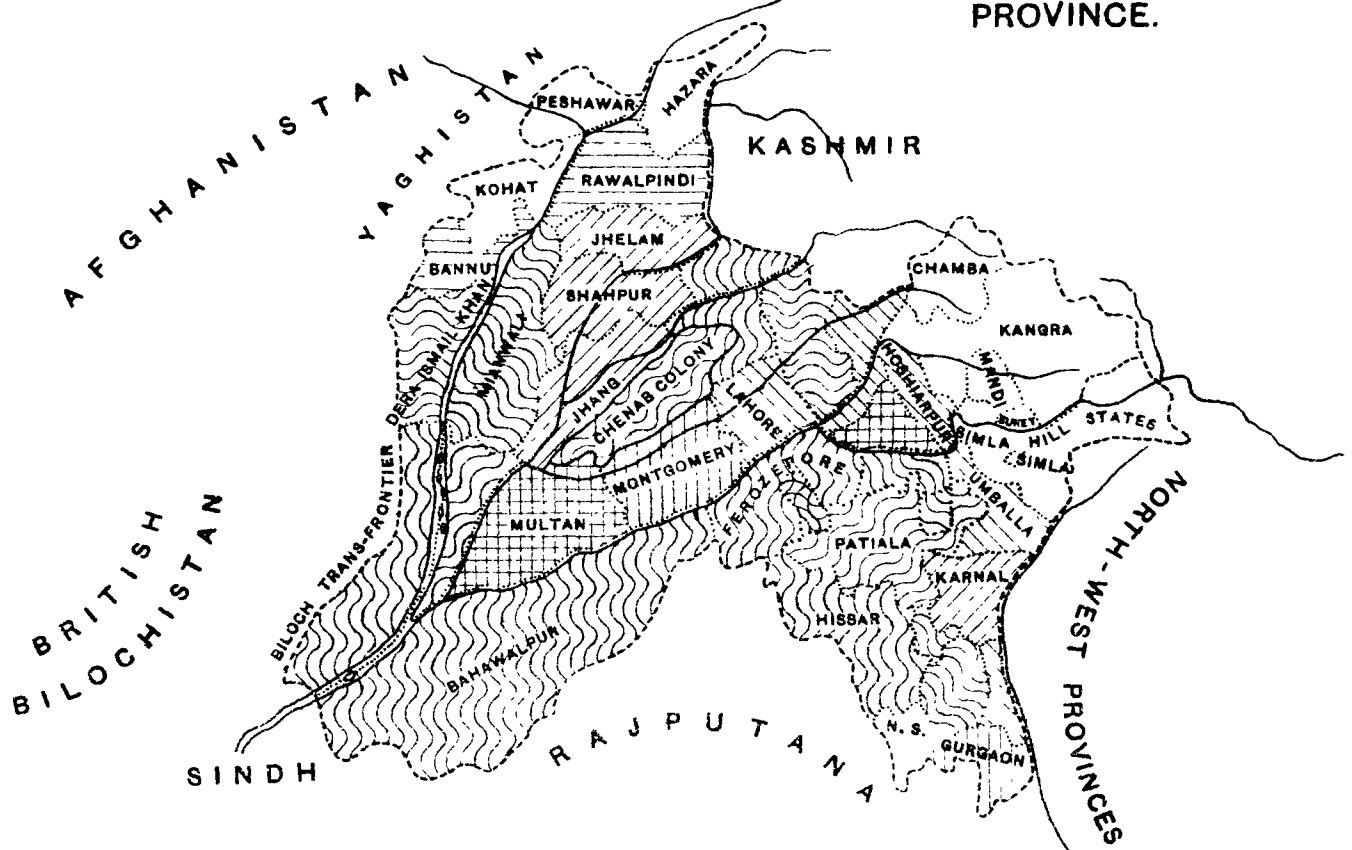 PROVINCE.
AFGHANISTAN
YAGHISTAN
PESHAWAR
HAZARA
KASHMIR
KOHAT
RAWALPINDI
JHELAM
BANNU
SHAHPUR
CHAMBA
KANGRA
DERA ISMAIL KHAN
MIANWALI
JHANG
CHENAB COLONY
LAHORE
HOSHIARPUR
MANDI
SUKET
SIMLA HILL STATES
SIMLA
MONTGOMERY
FEROZEPORE
UMBALLA
MULTAN
PATIALA
KARNAL
NORTH-WEST PROVINCES
BILOCH TRANS-FRONTIER
BRITISH
BILOCHISTAN
HISSAR
BAHAWALPUR
N. S.
GURGAON
RAJPUTANA
SINDH